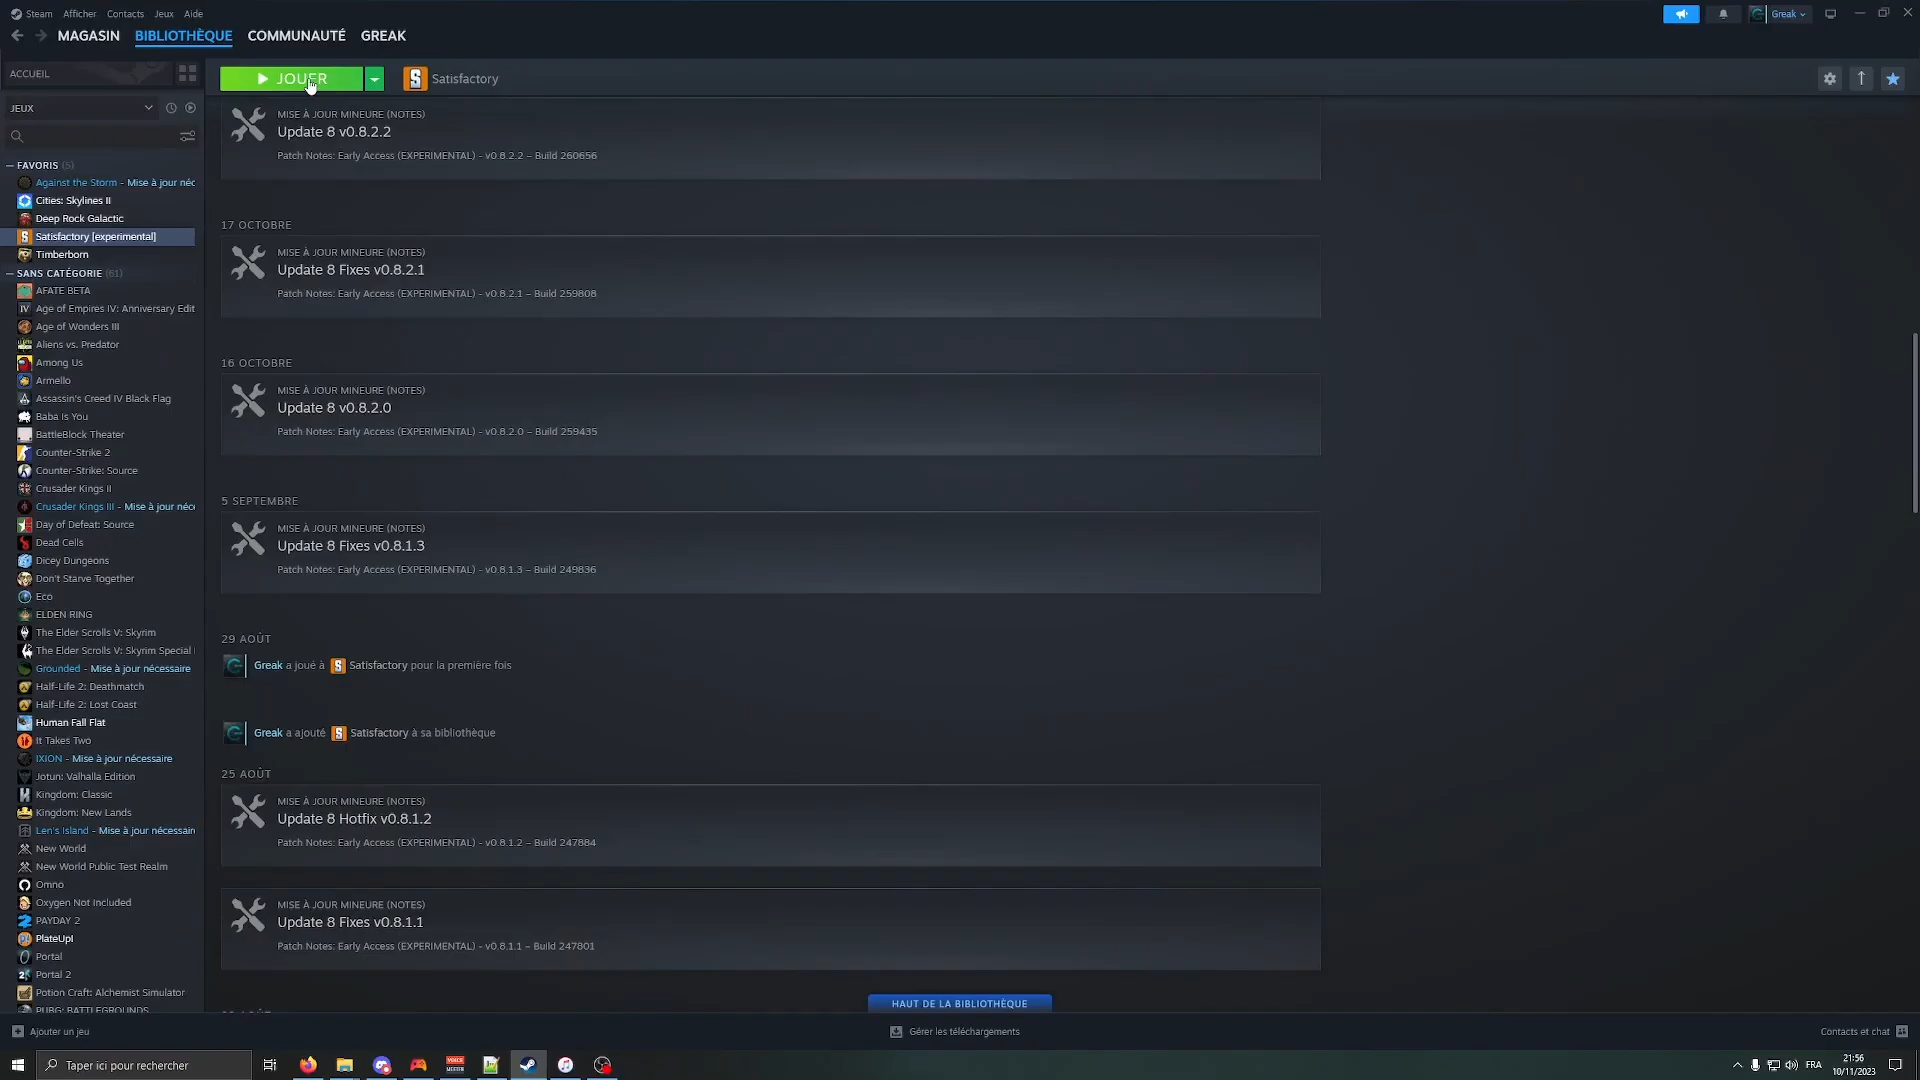 Steam Afficher Contacts Jeux Aide
Greak
MAGASIN BIBLIOTHÈQUE COMMUNAUTÉ GREAK
ACCUEIL
JOUER
Satisfactory
JEUX
FAVORIS (5)
Against the Storm - Mise à jour néc
Cities: Skylines II
Deep Rock Galactic
Satisfactory [experimental]
Timberborn
SANS CATÉGORIE (61)
AFATE BETA
Age of Empires IV: Anniversary Edit
Age of Wonders III
Aliens vs. Predator
Among Us
Armello
Assassin's Creed IV Black Flag
Baba Is You
BattleBlock Theater
Counter-Strike 2
Counter-Strike: Source
Crusader Kings II
Crusader Kings III - Mise à jour néce
Day of Defeat: Source
Dead Cells
Dicey Dungeons
Don't Starve Together
Eco
ELDEN RING
The Elder Scrolls V: Skyrim
The Elder Scrolls V: Skyrim Special
Grounded - Mise à jour nécessaire
Half-Life 2: Deathmatch
Half-Life 2: Lost Coast
Human Fall Flat
It Takes Two
IXION - Mise à jour nécessaire
Jotun: Valhalla Edition
Kingdom: Classic
Kingdom: New Lands
Len's Island - Mise à jour nécessair
New World
New World Public Test Realm
Omno
Oxygen Not Included
PAYDAY 2
PlateUp!
Portal
Portal 2
Potion Craft: Alchemist Simulator
PUBG: BATTLEGROUNDS
MISE À JOUR MINEURE (NOTES)
Update 8 v0.8.2.2
Patch Notes: Early Access (EXPERIMENTAL) - v0.8.2.2 – Build 260656
17 OCTOBRE
MISE À JOUR MINEURE (NOTES)
Update 8 Fixes v0.8.2.1
Patch Notes: Early Access (EXPERIMENTAL) - v0.8.2.1 – Build 259808
16 OCTOBRE
MISE À JOUR MINEURE (NOTES)
Update 8 v0.8.2.0
Patch Notes: Early Access (EXPERIMENTAL) - v0.8.2.0 – Build 259435
5 SEPTEMBRE
MISE À JOUR MINEURE (NOTES)
Update 8 Fixes v0.8.1.3
Patch Notes: Early Access (EXPERIMENTAL) - v0.8.1.3 – Build 249836
29 AOÛT
Greak a joué à Satisfactory pour la première fois
Greak a ajouté Satisfactory à sa bibliothèque
25 AOÛT
MISE À JOUR MINEURE (NOTES)
Update 8 Hotfix v0.8.1.2
Patch Notes: Early Access (EXPERIMENTAL) - v0.8.1.2 – Build 247884
MISE À JOUR MINEURE (NOTES)
Update 8 Fixes v0.8.1.1
Patch Notes: Early Access (EXPERIMENTAL) – v0.8.1.1 – Build 247801
HAUT DE LA BIBLIOTHÈQUE
Ajouter un jeu
Gérer les téléchargements
Contacts et chat
Taper ici pour rechercher
FRA
21:56
10/11/2023